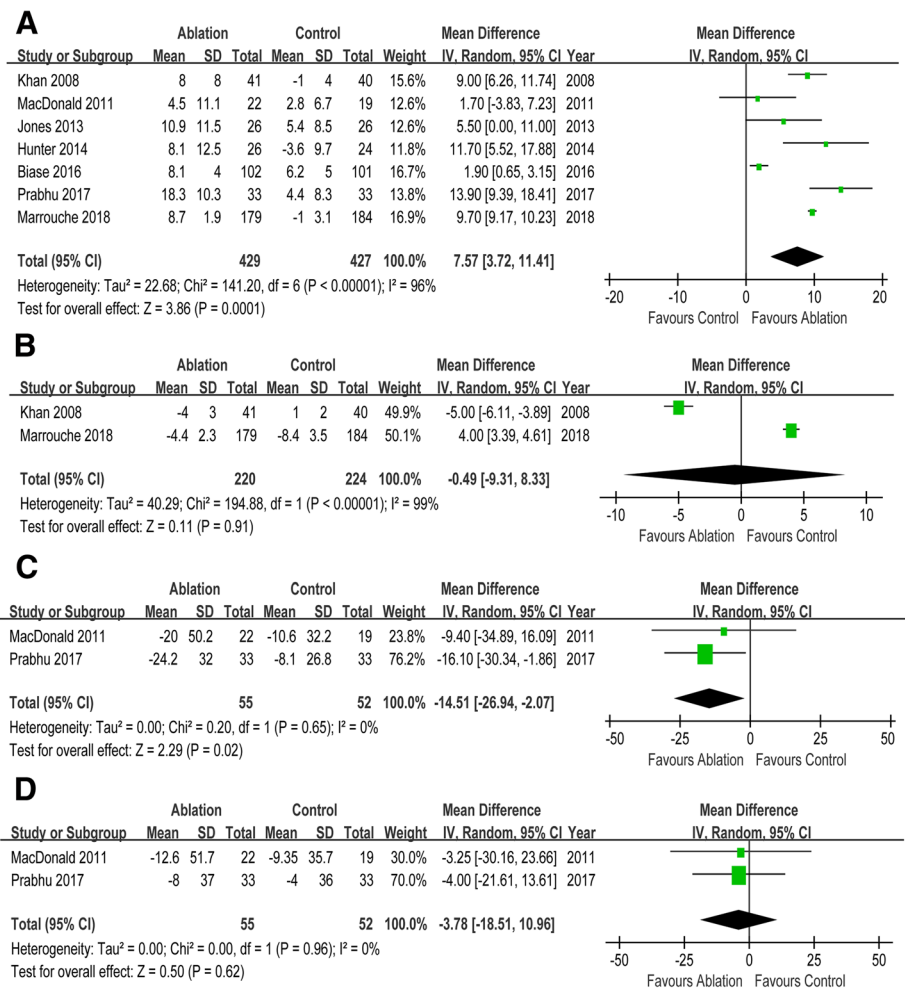 A
Ablation Control Mean Difference Mean Difference
Study or Subgroup Mean SD Total Mean SD Total Weight IV, Random, 95% CI Year IV, Random, 95% CI
Khan 2008 8 8 41 -1 4 40 15.6% 9.00 [6.26, 11.74] 2008
MacDonald 2011 4.5 11.1 22 2.8 6.7 19 12.6% 1.70 [-3.83, 7.23] 2011
Jones 2013 10.9 11.5 26 5.4 8.5 26 12.6% 5.50 [0.00, 11.00] 2013
Hunter 2014 8.1 12.5 26 -3.6 9.7 24 11.8% 11.70 [5.52, 17.88] 2014
Biase 2016 8.1 4 102 6.2 5 101 16.7% 1.90 [0.65, 3.15] 2016
Prabhu 2017 18.3 10.3 33 4.4 8.3 33 13.8% 13.90 [9.39, 18.41] 2017
Marrouche 2018 8.7 1.9 179 -1 3.1 184 16.9% 9.70 [9.17, 10.23] 2018
Total (95% CI) 429 427 100.0% 7.57 [3.72, 11.41]
Heterogeneity: Tau² = 22.68; Chi² = 141.20, df = 6 (P < 0.00001); I² = 96%
Test for overall effect: Z = 3.86 (P = 0.0001)
-20 -10 0 10 20
Favours Control Favours Ablation
B
Ablation Control Mean Difference Mean Difference
Study or Subgroup Mean SD Total Mean SD Total Weight IV, Random, 95% CI Year IV, Random, 95% CI
Khan 2008 -4 3 41 1 2 40 49.9% -5.00 [-6.11, -3.89] 2008
Marrouche 2018 -4.4 2.3 179 -8.4 3.5 184 50.1% 4.00 [3.39, 4.61] 2018
Total (95% CI) 220 224 100.0% -0.49 [-9.31, 8.33]
Heterogeneity: Tau² = 40.29; Chi² = 194.88, df = 1 (P < 0.00001); I² = 99%
Test for overall effect: Z = 0.11 (P = 0.91)
-10 -5 0 5 10
Favours Ablation Favours Control
C
Ablation Control Mean Difference Mean Difference
Study or Subgroup Mean SD Total Mean SD Total Weight IV, Random, 95% CI Year IV, Random, 95% CI
MacDonald 2011 -20 50.2 22 -10.6 32.2 19 23.8% -9.40 [-34.89, 16.09] 2011
Prabhu 2017 -24.2 32 33 -8.1 26.8 33 76.2% -16.10 [-30.34, -1.86] 2017
Total (95% CI) 55 52 100.0% -14.51 [-26.94, -2.07]
Heterogeneity: Tau² = 0.00; Chi² = 0.20, df = 1 (P = 0.65); I² = 0%
Test for overall effect: Z = 2.29 (P = 0.02)
-50 -25 0 25 50
Favours Ablation Favours Control
D
Ablation Control Mean Difference Mean Difference
Study or Subgroup Mean SD Total Mean SD Total Weight IV, Random, 95% CI Year IV, Random, 95% CI
MacDonald 2011 -12.6 51.7 22 -9.35 35.7 19 30.0% -3.25 [-30.16, 23.66] 2011
Prabhu 2017 -8 37 33 -4 36 33 70.0% -4.00 [-21.61, 13.61] 2017
Total (95% CI) 55 52 100.0% -3.78 [-18.51, 10.96]
Heterogeneity: Tau² = 0.00; Chi² = 0.00, df = 1 (P = 0.96); I² = 0%
Test for overall effect: Z = 0.50 (P = 0.62)
-50 -25 0 25 50
Favours Ablation Favours Control